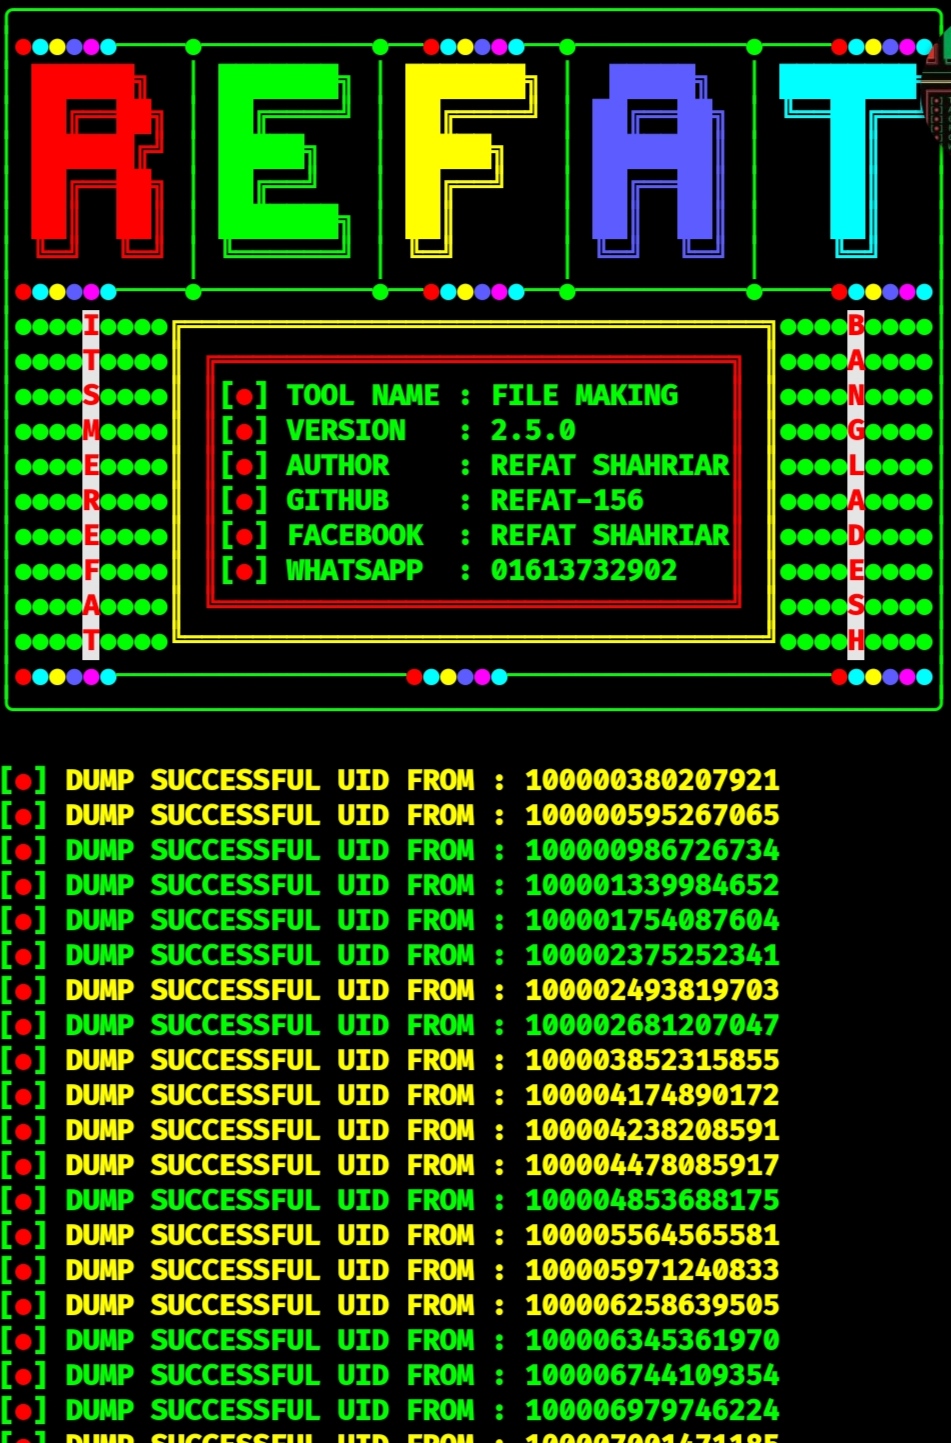 REFAT
ITSMEREFAT
[●] TOOL NAME : FILE MAKING
[●] VERSION : 2.5.0
[●] AUTHOR : REFAT SHAHRIAR
[●] GITHUB : REFAT-156
[●] FACEBOOK : REFAT SHAHRIAR
[●] WHATSAPP : 01613732902
BANGLADESH
[●] DUMP SUCCESSFUL UID FROM : 100000380207921
[●] DUMP SUCCESSFUL UID FROM : 100000595267065
[●] DUMP SUCCESSFUL UID FROM : 100000986726734
[●] DUMP SUCCESSFUL UID FROM : 100001339984652
[●] DUMP SUCCESSFUL UID FROM : 100001754087604
[●] DUMP SUCCESSFUL UID FROM : 100002375252341
[●] DUMP SUCCESSFUL UID FROM : 100002493819703
[●] DUMP SUCCESSFUL UID FROM : 100002681207047
[●] DUMP SUCCESSFUL UID FROM : 100003852315855
[●] DUMP SUCCESSFUL UID FROM : 100004174890172
[●] DUMP SUCCESSFUL UID FROM : 100004238208591
[●] DUMP SUCCESSFUL UID FROM : 100004478085917
[●] DUMP SUCCESSFUL UID FROM : 100004853688175
[●] DUMP SUCCESSFUL UID FROM : 100005564565581
[●] DUMP SUCCESSFUL UID FROM : 100005971240833
[●] DUMP SUCCESSFUL UID FROM : 100006258639505
[●] DUMP SUCCESSFUL UID FROM : 100006345361970
[●] DUMP SUCCESSFUL UID FROM : 100006744109354
[●] DUMP SUCCESSFUL UID FROM : 100006979746224
[●] DUMP SUCCESSFUL UID FROM : 100007001471185